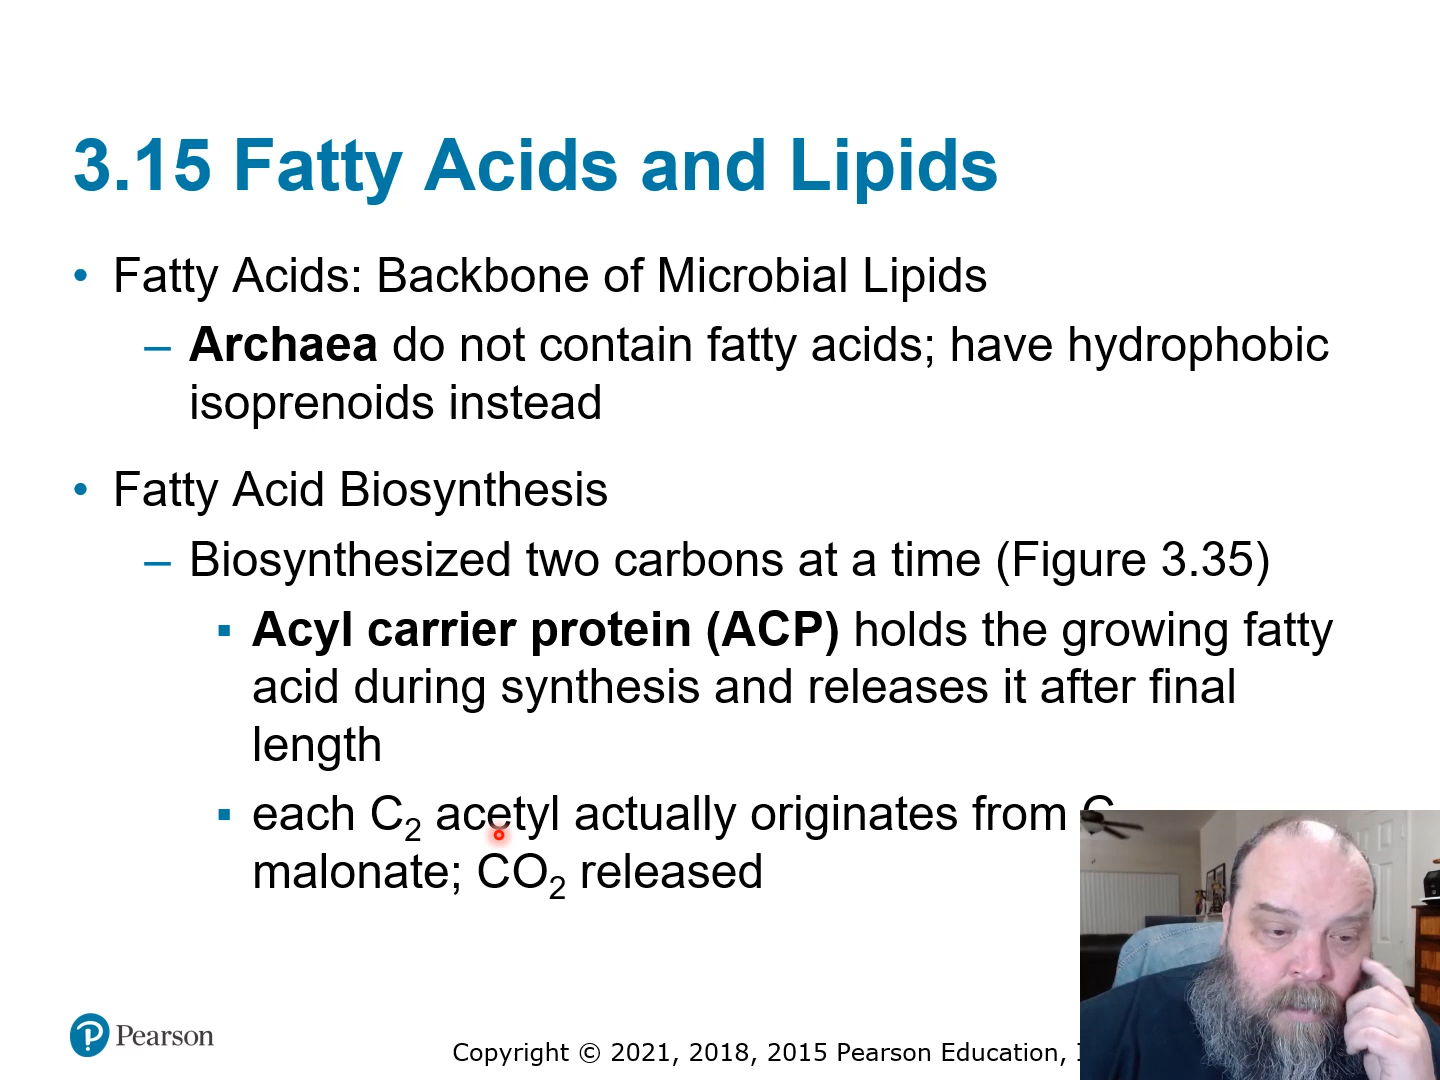 3.15 Fatty Acids and Lipids
• Fatty Acids: Backbone of Microbial Lipids
– Archaea do not contain fatty acids; have hydrophobic
isoprenoids instead
• Fatty Acid Biosynthesis
– Biosynthesized two carbons at a time (Figure 3.35)
▪ Acyl carrier protein (ACP) holds the growing fatty
acid during synthesis and releases it after final
length
▪ each C₂ acetyl actually originates from
malonate; CO₂ released
Pearson
Copyright © 2021, 2018, 2015 Pearson Education,